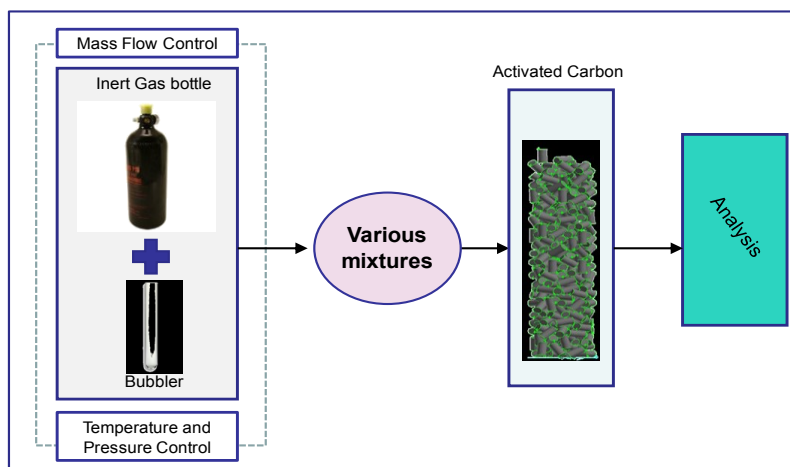 Mass Flow Control
Inert Gas bottle
Bubbler
Temperature and
Pressure Control
Various
mixtures
Activated Carbon
Analysis